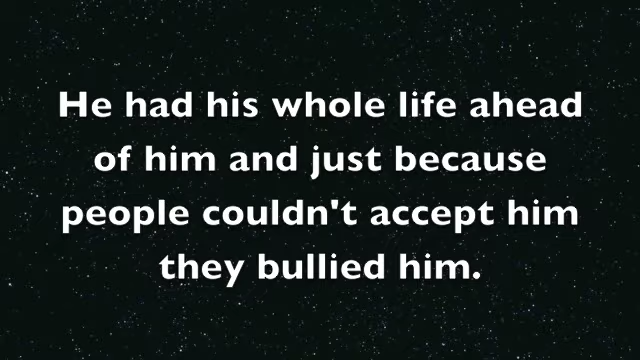 He had his whole life ahead
of him and just because
people couldn't accept him
they bullied him.